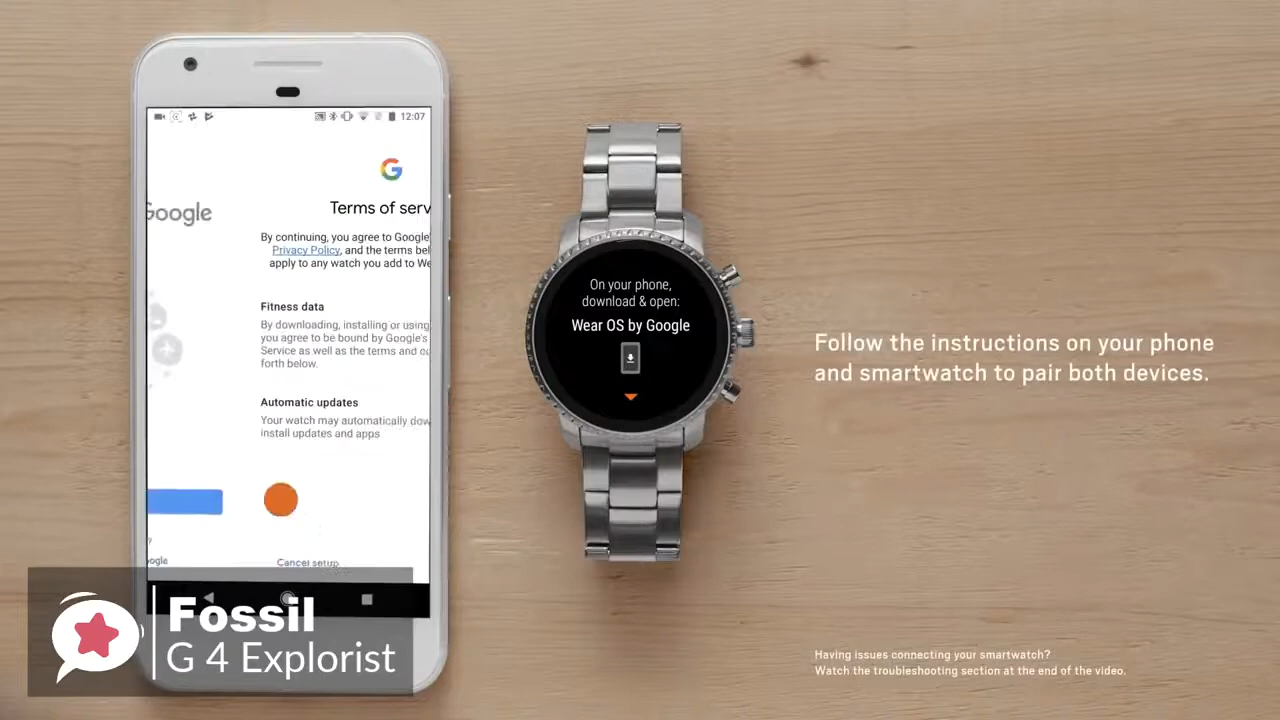 12:07
Google
Terms of serv
By continuing, you agree to Google'
Privacy Policy, and the terms bel
apply to any watch you add to We
Fitness data
By downloading, installing or using
you agree to be bound by Google's
Service as well as the terms and co
forth below.
Automatic updates
Your watch may automatically dow
install updates and apps
ogle
Cancel setup
On your phone,
download & open:
Wear OS by Google
Follow the instructions on your phone
and smartwatch to pair both devices.
Fossil
G 4 Explorist
Having issues connecting your smartwatch?
Watch the troubleshooting section at the end of the video.